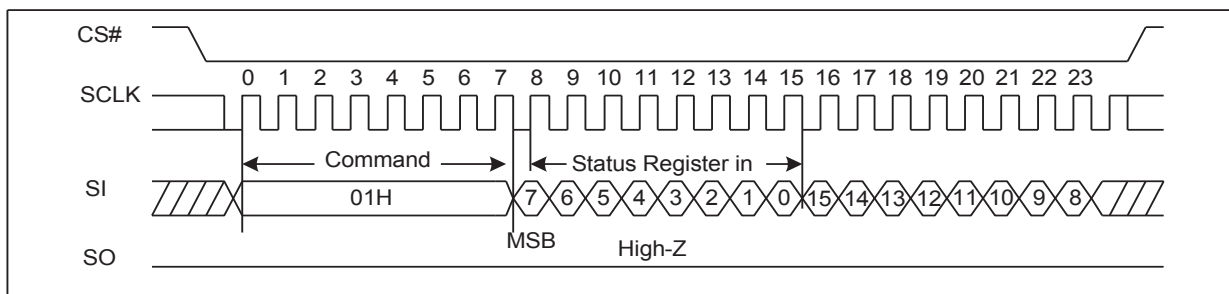 CS#
0 1 2 3 4 5 6 7 8 9 10 11 12 13 14 15 16 17 18 19 20 21 22 23
SCLK
Command Status Register in
SI 01H 7 6 5 4 3 2 1 0 15 14 13 12 11 10 9 8
MSB
SO High-Z